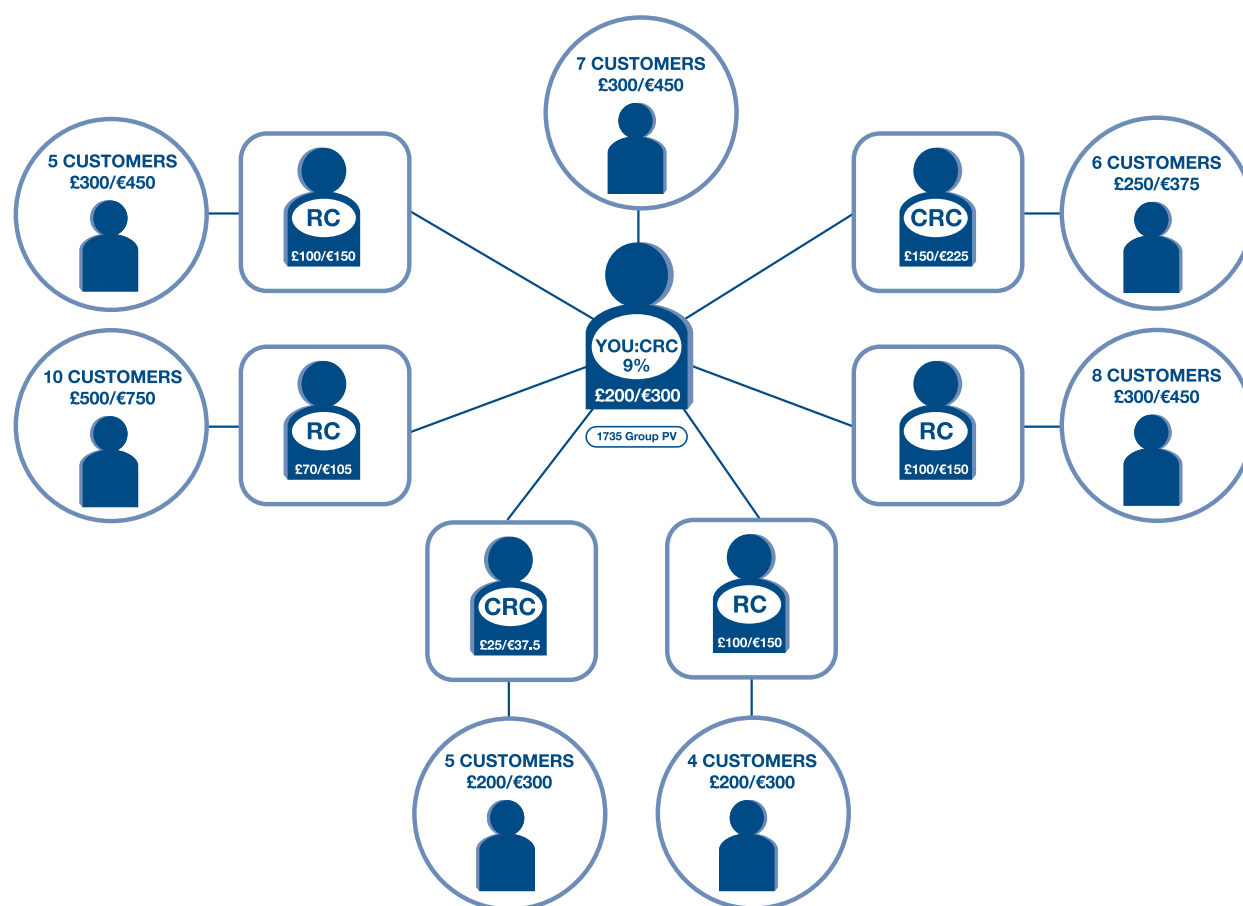 7 CUSTOMERS
£300/€450
5 CUSTOMERS
£300/€450
RC
£100/€150
CRC
£150/€225
6 CUSTOMERS
£250/€375
YOU:CRC
9%
£200/€300
1735 Group PV
10 CUSTOMERS
£500/€750
RC
£70/€105
RC
£100/€150
8 CUSTOMERS
£300/€450
CRC
£25/€37.5
RC
£100/€150
5 CUSTOMERS
£200/€300
4 CUSTOMERS
£200/€300